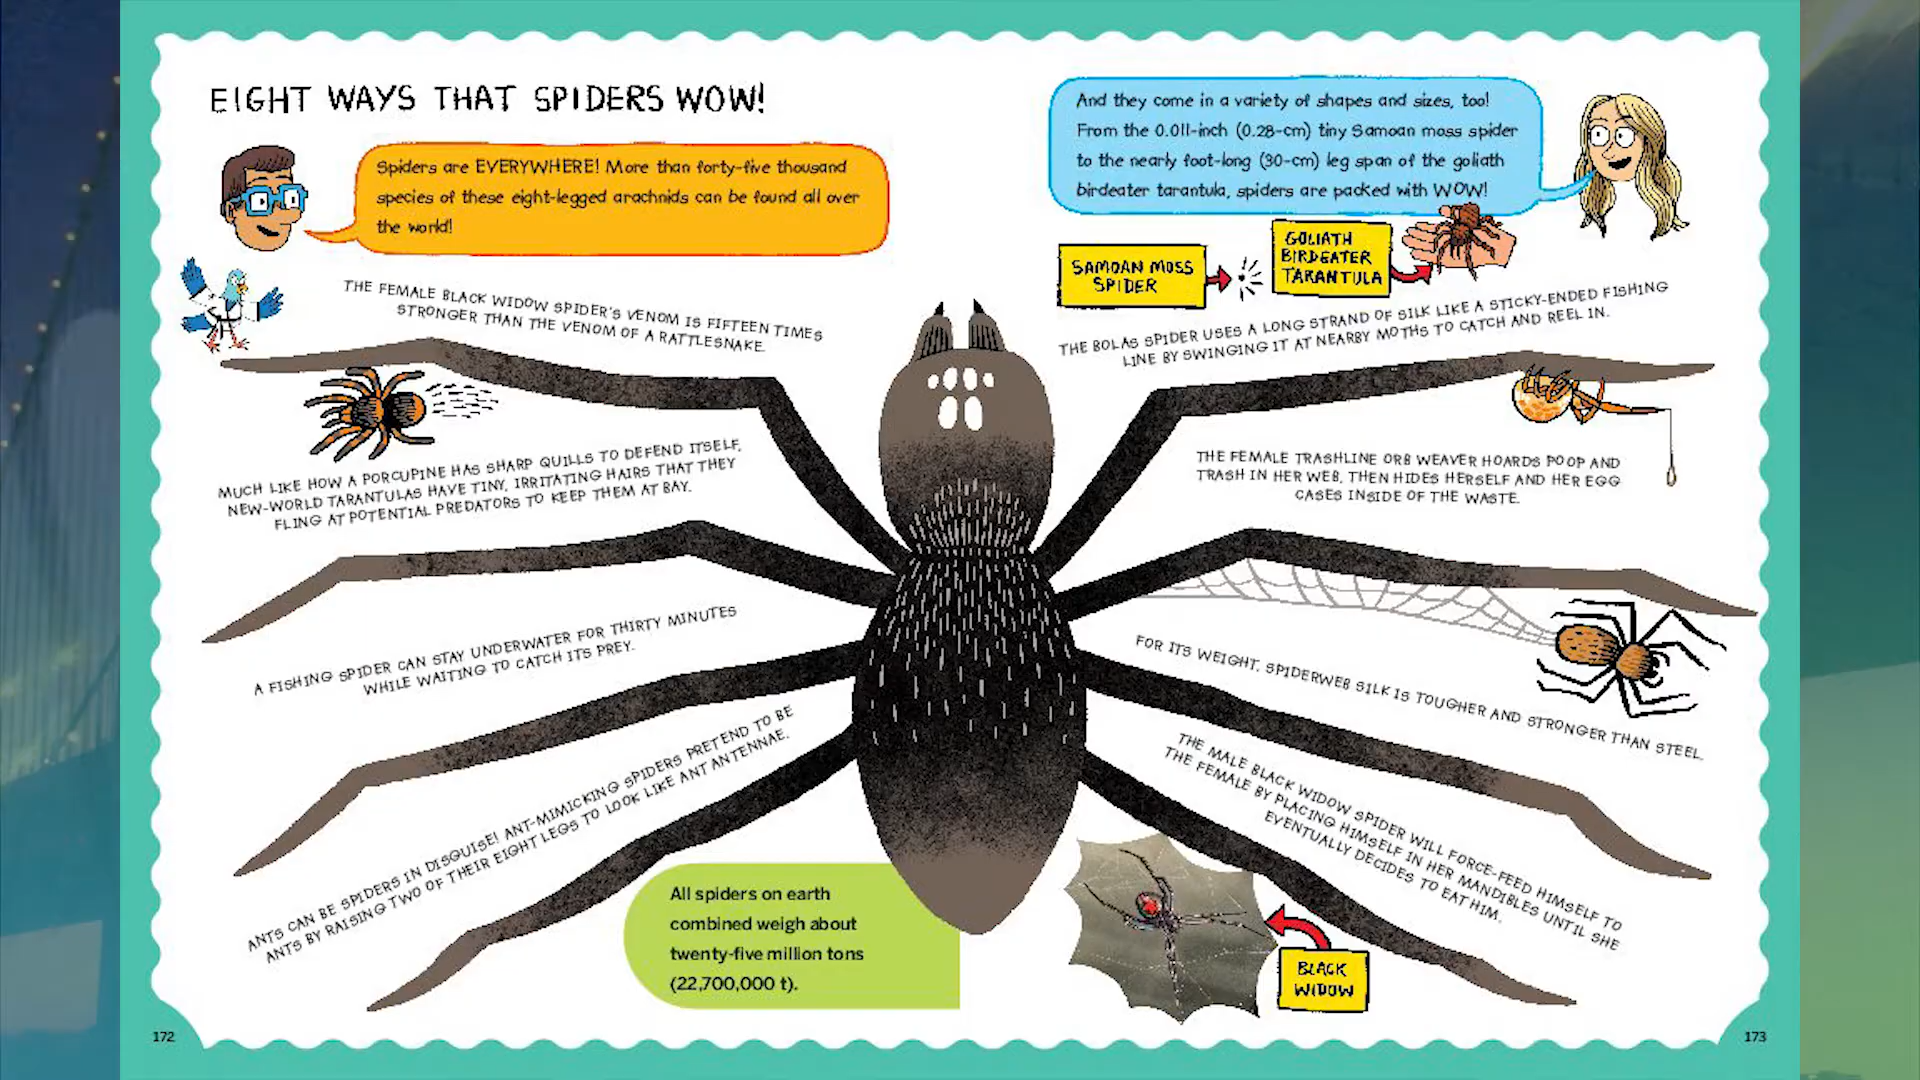 EIGHT WAYS THAT SPIDERS WOW!
Spiders are EVERYWHERE! More than forty-five thousand
species of these eight-legged arachnids can be found all over
the world!
And they come in a variety of shapes and sizes, too!
From the 0.011-inch (0.28-cm) tiny Samoan moss spider
to the nearly foot-long (30-cm) leg span of the goliath
birdeater tarantula, spiders are packed with WOW!
SAMOAN MOSS
SPIDER
GOLIATH
BIRDEATER
TARANTULA
THE FEMALE BLACK WIDOW SPIDER'S VENOM IS FIFTEEN TIMES
STRONGER THAN THE VENOM OF A RATTLESNAKE.
MUCH LIKE HOW A PORCUPINE HAS SHARP QUILLS TO DEFEND ITSELF,
NEW-WORLD TARANTULAS HAVE TINY, IRRITATING HAIRS THAT THEY
FLING AT POTENTIAL PREDATORS TO KEEP THEM AT BAY.
A FISHING SPIDER CAN STAY UNDERWATER FOR THIRTY MINUTES
WHILE WAITING TO CATCH ITS PREY.
ANTS CAN BE SPIDERS IN DISGUISE! ANT-MIMICKING SPIDERS PRETEND TO BE
ANTS BY RAISING TWO OF THEIR EIGHT LEGS TO LOOK LIKE ANT ANTENNAE.
All spiders on earth
combined weigh about
twenty-five million tons
(22,700,000 t).
THE BOLAS SPIDER USES A LONG STRAND OF SILK LIKE A STICKY-ENDED FISHING
LINE BY SWINGING IT AT NEARBY MOTHS TO CATCH AND REEL IN.
THE FEMALE TRASHLINE ORB WEAVER HOARDS POOP AND
TRASH IN HER WEB, THEN HIDES HERSELF AND HER EGG
CASES INSIDE OF THE WASTE.
FOR ITS WEIGHT, SPIDERWEB SILK IS TOUGHER AND STRONGER THAN STEEL.
THE MALE BLACK WIDOW SPIDER WILL FORCE-FEED HIMSELF TO
THE FEMALE BY PLACING HIMSELF IN HER MANDIBLES UNTIL SHE
EVENTUALLY DECIDES TO EAT HIM.
BLACK
WIDOW
172
173